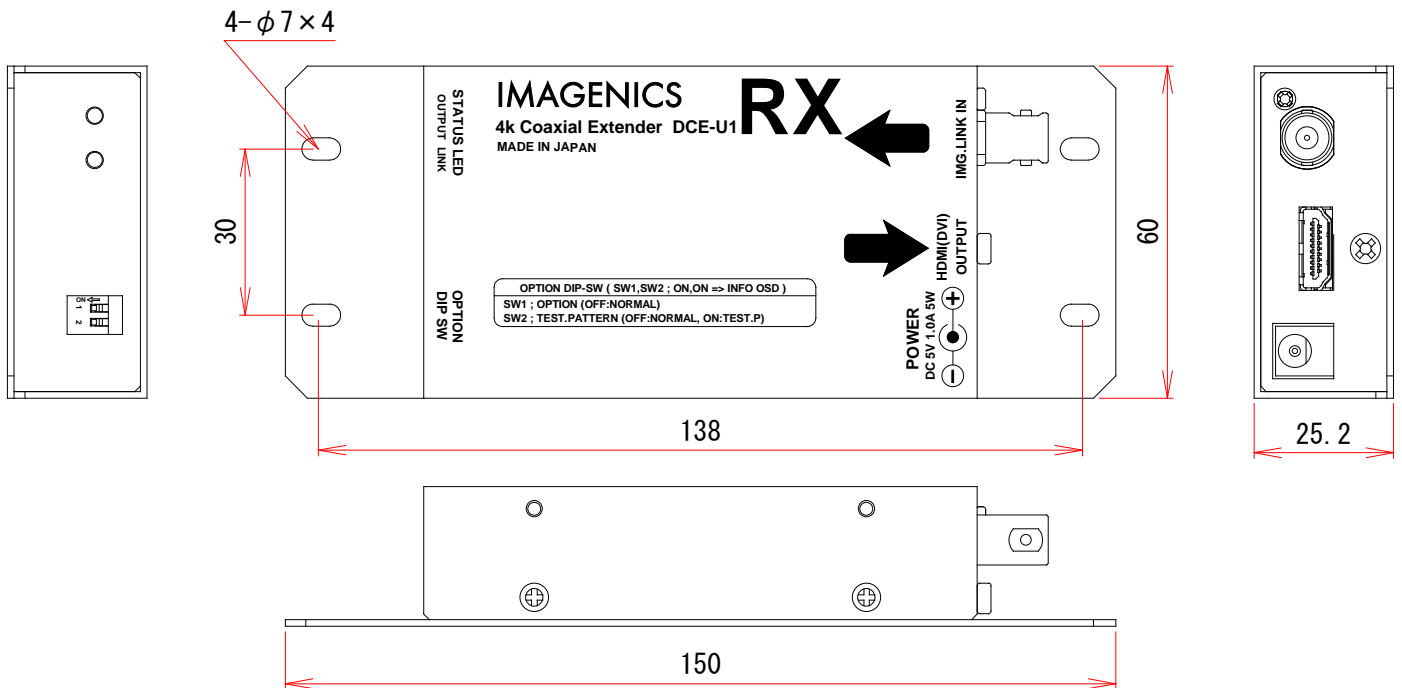 4-φ7×4
IMAGENICS
RX
4k Coaxial Extender DCE-U1
MADE IN JAPAN
STATUS LED
OUTPUT LINK
IMG.LINK IN
30
60
HDMI(DVI)
OUTPUT
OPTION DIP-SW ( SW1,SW2 ; ON,ON => INFO OSD )
SW1 ; OPTION (OFF:NORMAL)
SW2 ; TEST.PATTERN (OFF:NORMAL, ON:TEST.P)
OPTION
DIP SW
POWER
DC 5V 1.0A 5W
+
−
ON
1
2
138
25.2
150